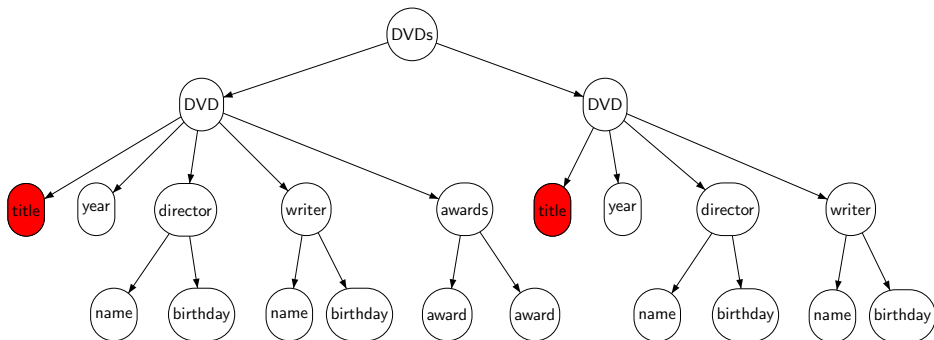 DVDs
DVD
DVD
title
year
director
writer
awards
title
year
director
writer
name
birthday
name
birthday
award
award
name
birthday
name
birthday